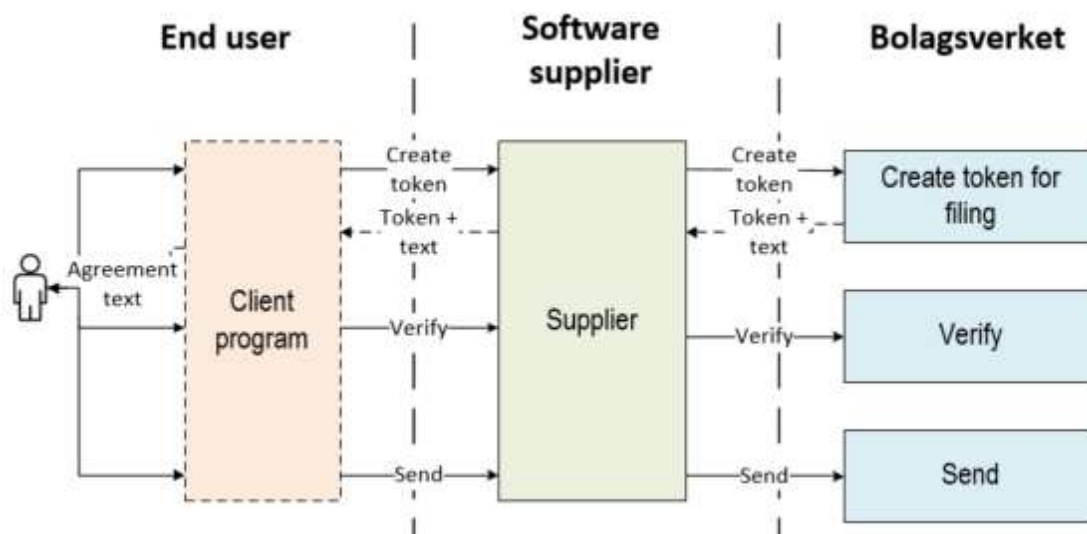 End user
Software
supplier
Bolagsverket
Create
token
Create
token
Create token for
filing
Token +
text
Token +
text
Agreement
text
Client
program
Supplier
Verify
Verify
Verify
Send
Send
Send